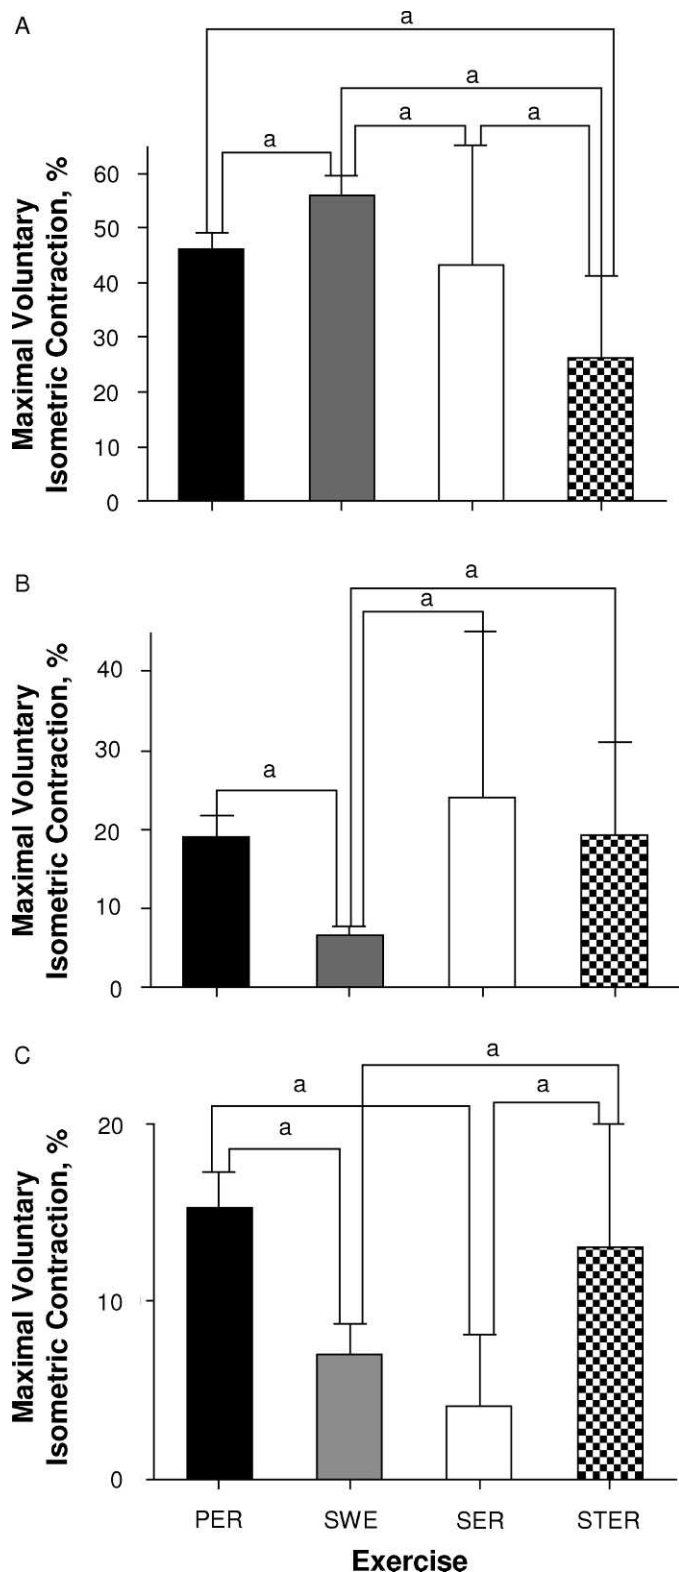 A
a
a
a
a
a
Maximal Voluntary
Isometric Contraction, %
60
50
40
30
20
10
0
B
a
a
a
Maximal Voluntary
Isometric Contraction, %
40
30
20
10
0
C
a
a
a
a
Maximal Voluntary
Isometric Contraction, %
20
10
0
PER SWE SER STER
Exercise